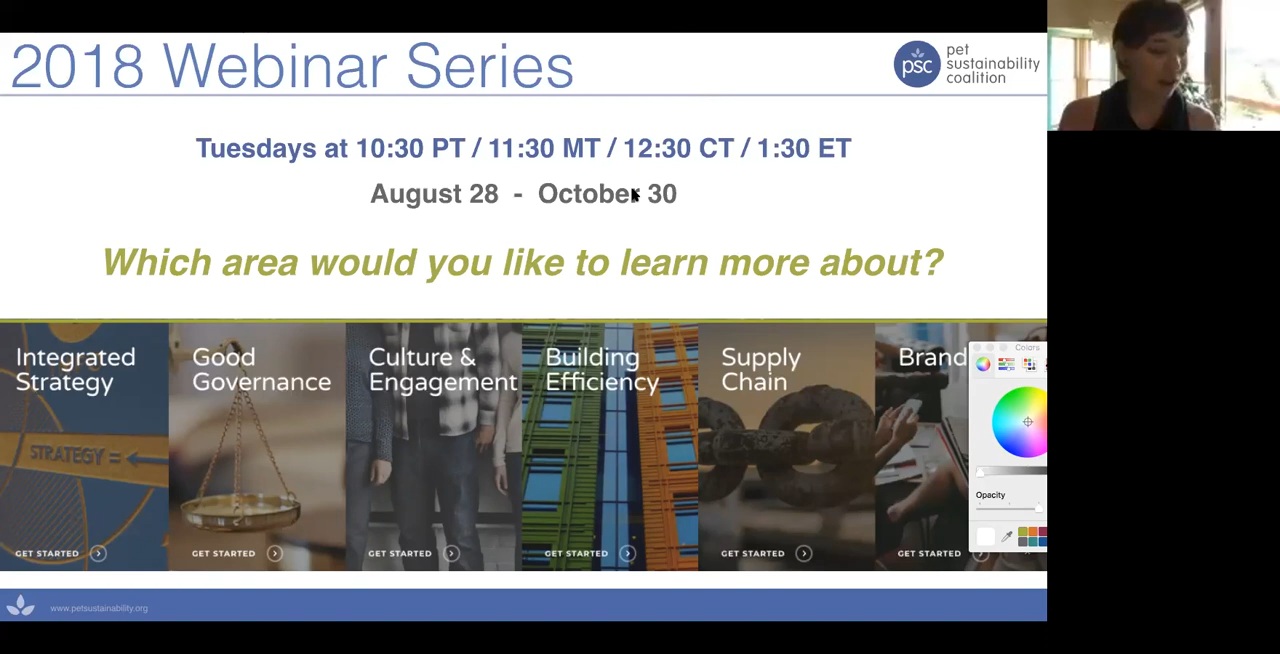 2018 Webinar Series
psc
pet
sustainability
coalition
Tuesdays at 10:30 PT / 11:30 MT / 12:30 CT / 1:30 ET
August 28 - October 30
Which area would you like to learn more about?
Integrated
Strategy
STRATEGY =
GET STARTED
Good
Governance
GET STARTED
Culture &
Engagement
GET STARTED
Building
Efficiency
GET STARTED
Supply
Chain
GET STARTED
Brand
GET STARTED
Colors
Opacity
www.petsustainability.org